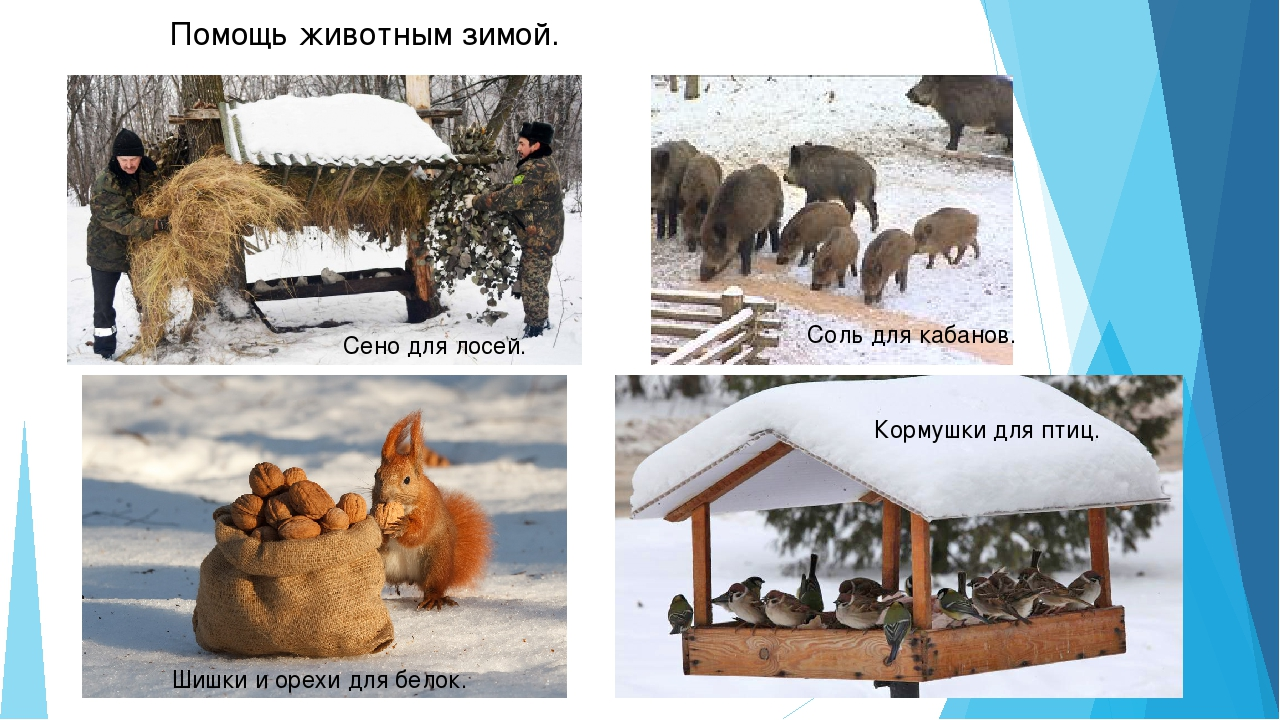 Помощь животным зимой.
Сено для лосей.
Соль для кабанов.
Кормушки для птиц.
Шишки и орехи для белок.